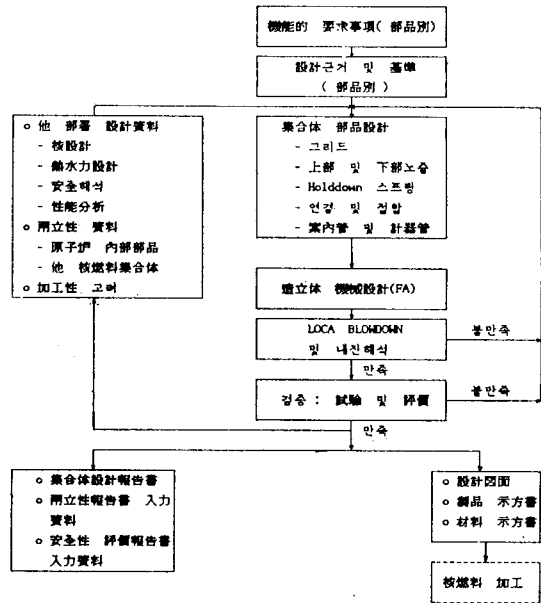 機能的 要求事項( 部品別)
設計근거 및 基準
( 部品別 )
o 他 部署 設計資料
- 核設計
- 熱水力設計
- 安全해석
- 性能分析
o 兩立性 資料
- 原子炉 內部部品
- 他 核燃料集合体
o 加工性 고려
集合体 部品設計
- 그리드
- 上部 및 下部노즐
- Holddown 스프링
- 연결 및 접합
- 案內管 및 計器管
機械設計(FA)
LOCA BLOWDOWN
및 내진해석
불만족
만족
검증 : 試験 및 評價
불만족
만족
o 集合体設計報告書
o 兩立性報告書 入力
資料
o 安全性 評價報告書
入力資料
o 設計図面
o 製品 示方書
o 材料 示方書
核燃料 加工